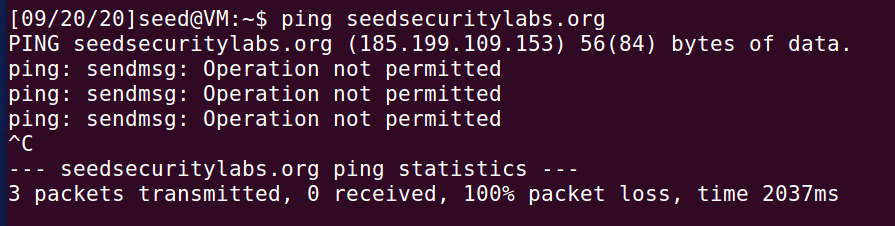 [09/20/20]seed@VM:~$ ping seedsecuritylabs.org
PING seedsecuritylabs.org (185.199.109.153) 56(84) bytes of data.
ping: sendmsg: Operation not permitted
ping: sendmsg: Operation not permitted
ping: sendmsg: Operation not permitted
^C
--- seedsecuritylabs.org ping statistics ---
3 packets transmitted, 0 received, 100% packet loss, time 2037ms